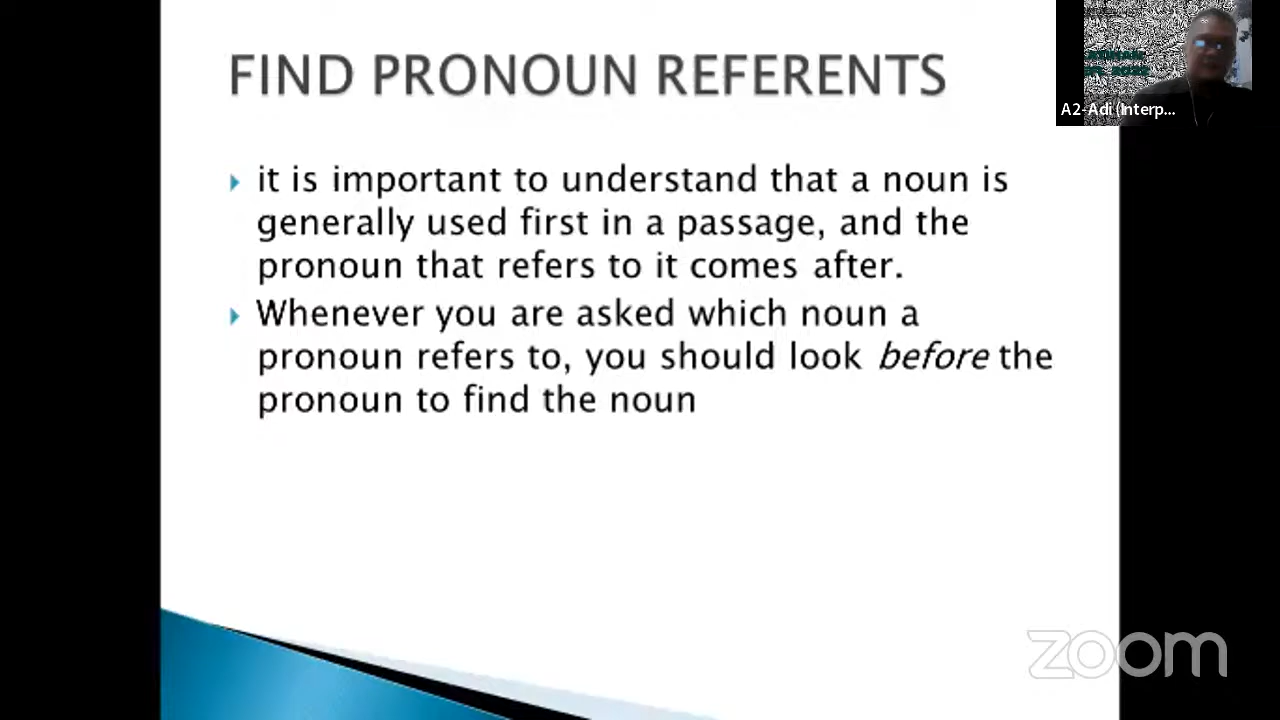 FIND PRONOUN REFERENTS
it is important to understand that a noun is
generally used first in a passage, and the
pronoun that refers to it comes after.
Whenever you are asked which noun a
pronoun refers to, you should look before the
pronoun to find the noun
A2-Adi (Interp...
zoom